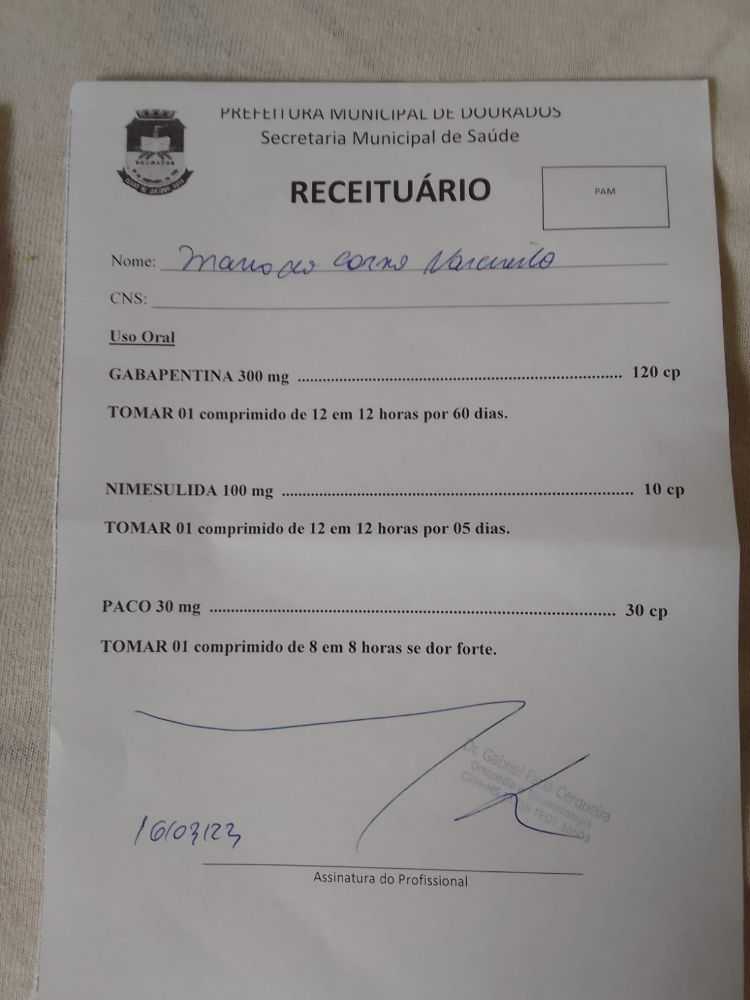 PREFEITURA MUNICIPAL DE DOURADOS
Secretaria Municipal de Saúde
RECEITUÁRIO
PAM
Nome:
CNS:
Uso Oral
GABAPENTINA 300 mg ........................................................................ 120 cp
TOMAR 01 comprimido de 12 em 12 horas por 60 dias.
NIMESULIDA 100 mg .............................................................................. 10 cp
TOMAR 01 comprimido de 12 em 12 horas por 05 dias.
PACO 30 mg .......................................................................................... 30 cp
TOMAR 01 comprimido de 8 em 8 horas se dor forte.
Dr. Gabriel
16/03/23
Assinatura do Profissional